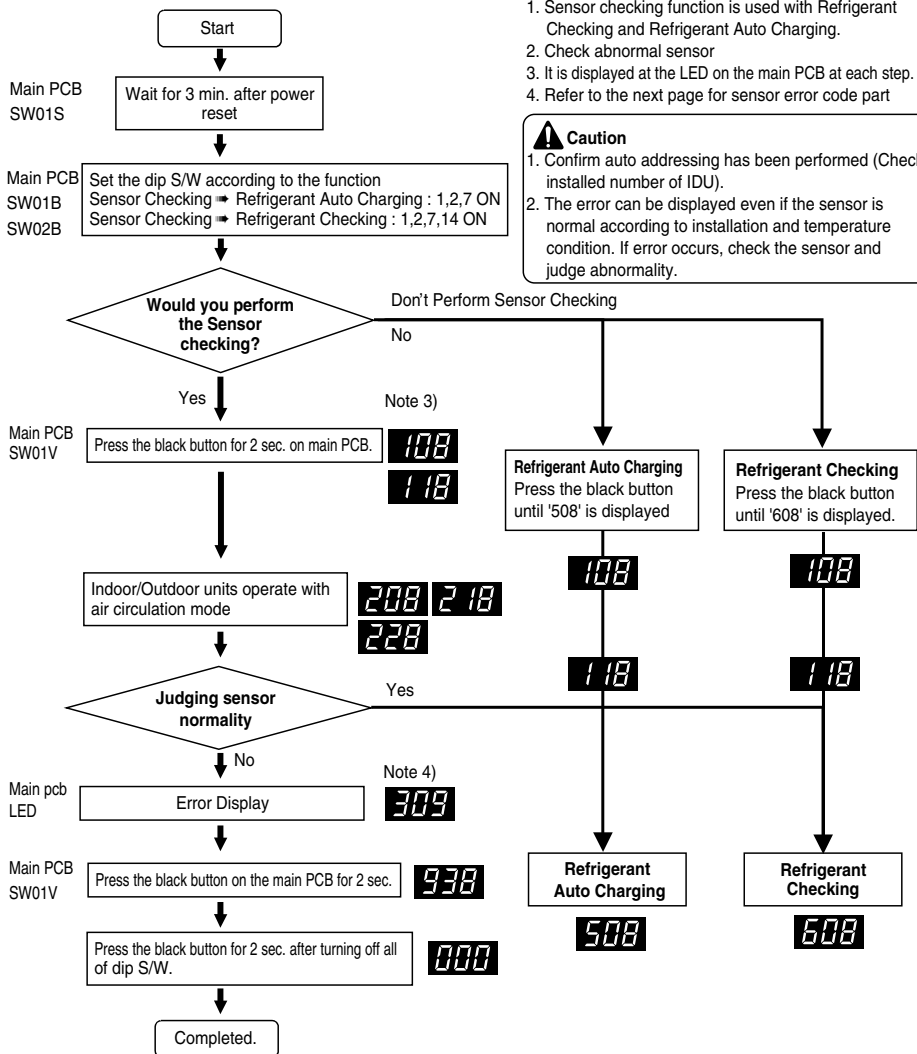 1. Sensor checking function is used with Refrigerant
Checking and Refrigerant Auto Charging.
2. Check abnormal sensor
3. It is displayed at the LED on the main PCB at each step.
4. Refer to the next page for sensor error code part
Caution
1. Confirm auto addressing has been performed (Chec
installed number of IDU).
2. The error can be displayed even if the sensor is
normal according to installation and temperature
condition. If error occurs, check the sensor and
judge abnormality.
Start
Main PCB
SW01S
Wait for 3 min. after power
reset
Main PCB
SW01B
SW02B
Set the dip S/W according to the function
Sensor Checking ➠ Refrigerant Auto Charging : 1,2,7 ON
Sensor Checking ➠ Refrigerant Checking : 1,2,7,14 ON
Would you perform
the Sensor
checking?
Don't Perform Sensor Checking
No
Yes
Note 3)
Main PCB
SW01V
Press the black button for 2 sec. on main PCB.
108
118
Refrigerant Auto Charging
Press the black button
until '508' is displayed
Refrigerant Checking
Press the black button
until '608' is displayed.
108
108
Indoor/Outdoor units operate with
air circulation mode
208 218
228
118
118
Judging sensor
normality
Yes
No
Note 4)
Main pcb
LED
Error Display
309
Main PCB
SW01V
Press the black button on the main PCB for 2 sec.
938
Refrigerant
Auto Charging
508
Refrigerant
Checking
608
Press the black button for 2 sec. after turning off all
of dip S/W.
000
Completed.